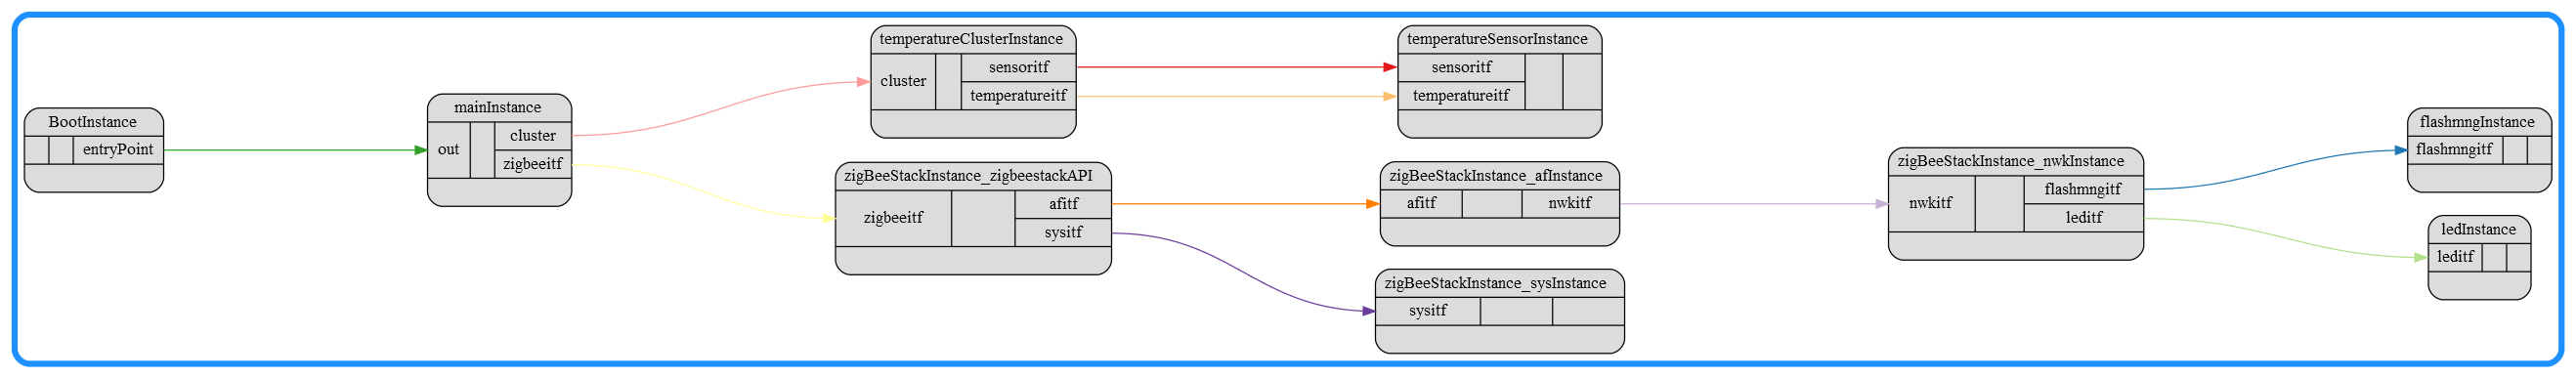 BootInstance
entryPoint
mainInstance
out
cluster
zigbeeitf
temperatureClusterInstance
cluster
sensoritf
temperatureitf
zigBeeStackInstance_zigbeestackAPI
zigbeeitf
afitf
sysitf
temperatureSensorInstance
sensoritf
temperatureitf
zigBeeStackInstance_afInstance
afitf
nwkitf
zigBeeStackInstance_sysInstance
sysitf
zigBeeStackInstance_nwkInstance
nwkitf
flashmngitf
leditf
flashmngInstance
flashmngitf
ledInstance
leditf